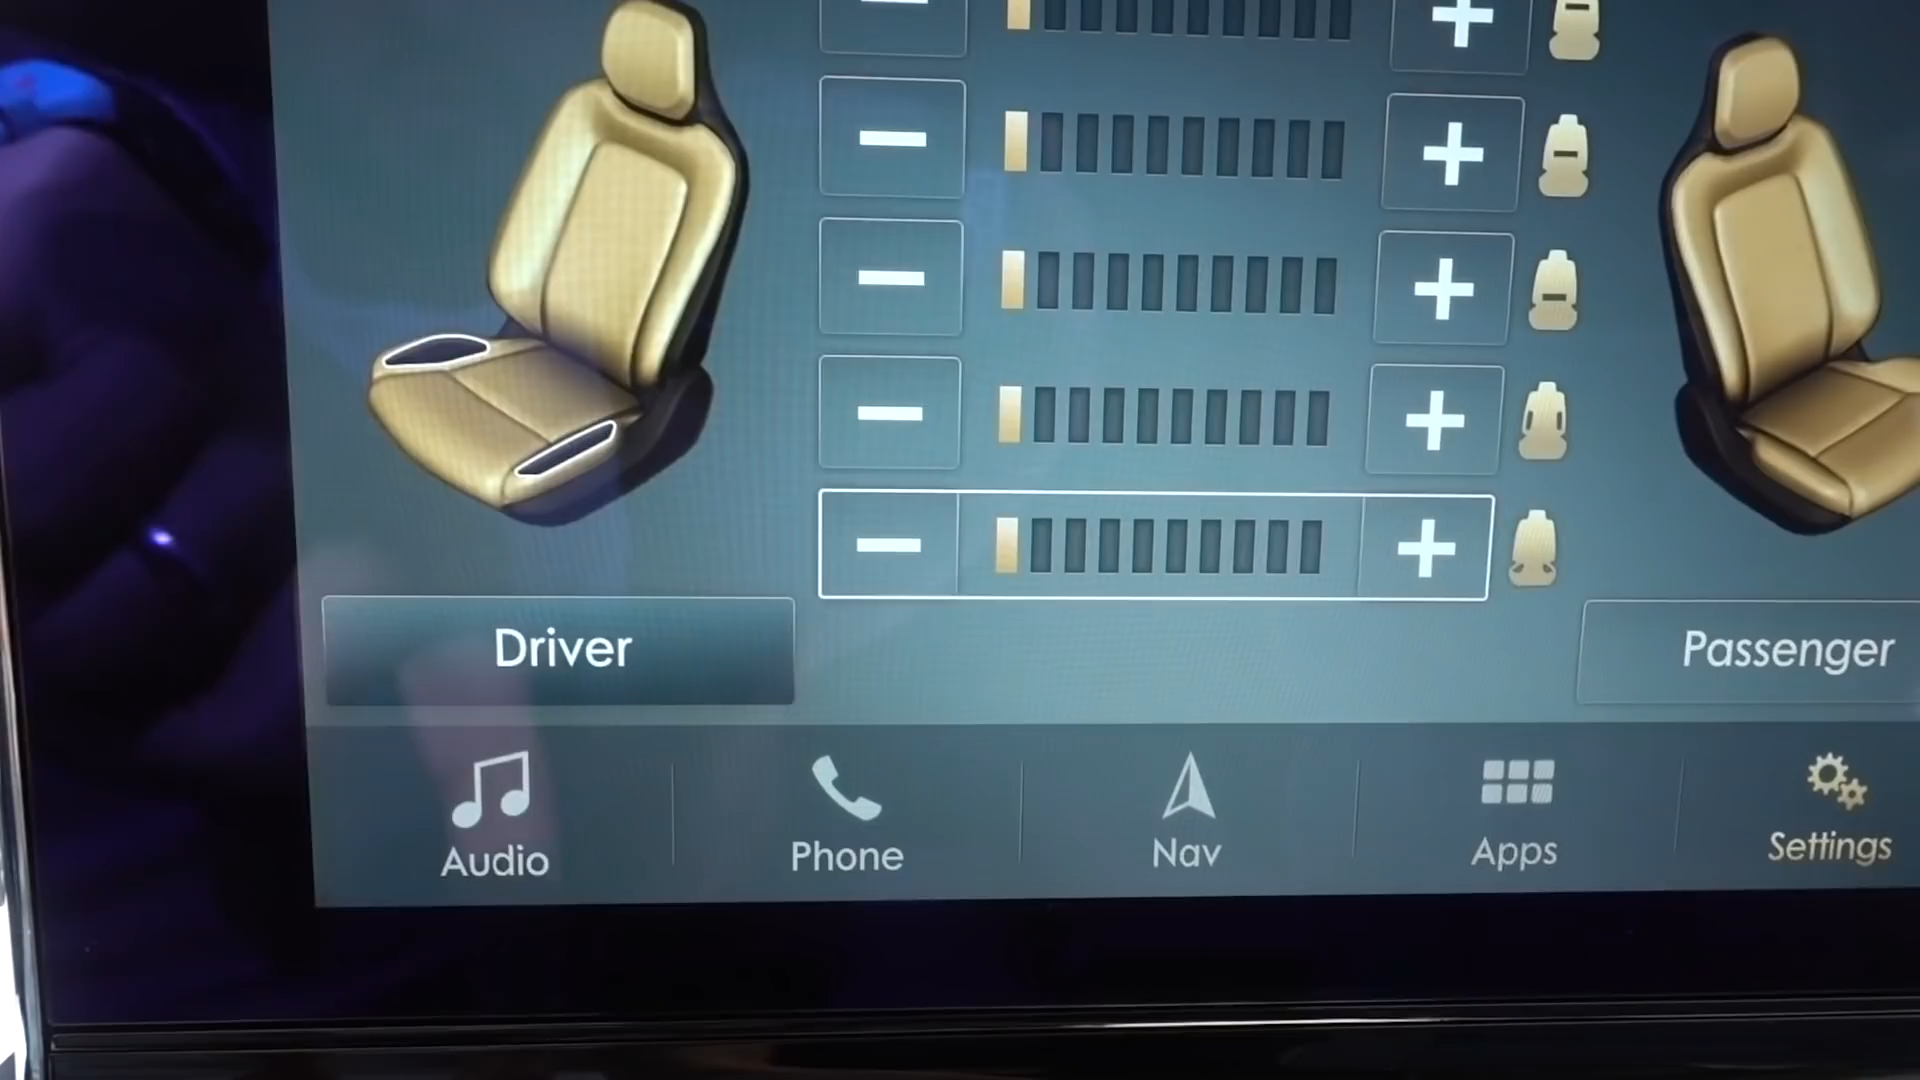 Driver
Passenger
Audio
Phone
Nav
Apps
Settings